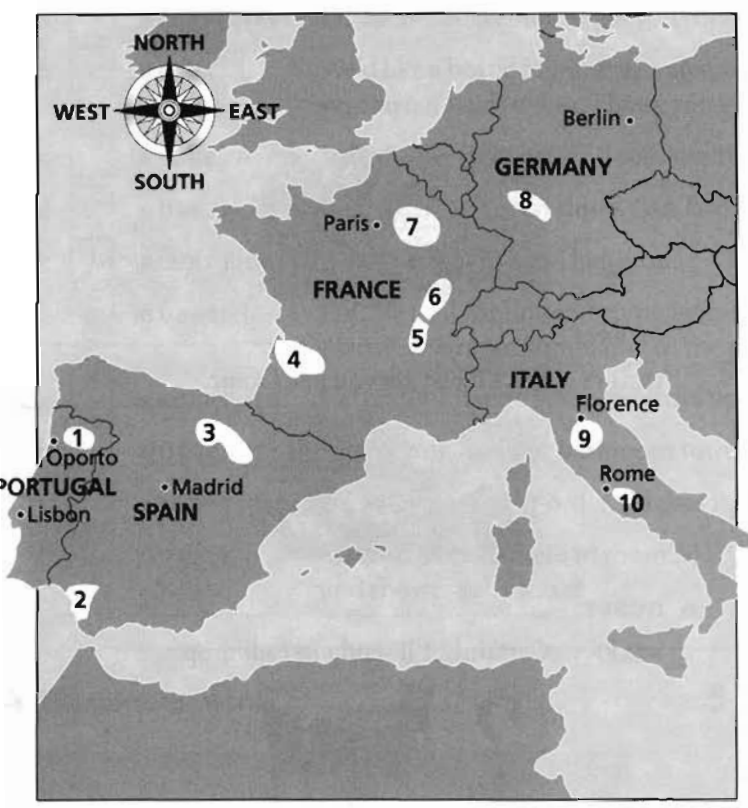 NORTH
WEST
EAST
SOUTH
Berlin
GERMANY
8
Paris
7
FRANCE
6
5
4
ITALY
Florence
3
1
9
Oporto
Rome
PORTUGAL
Madrid
10
Lisbon
SPAIN
2